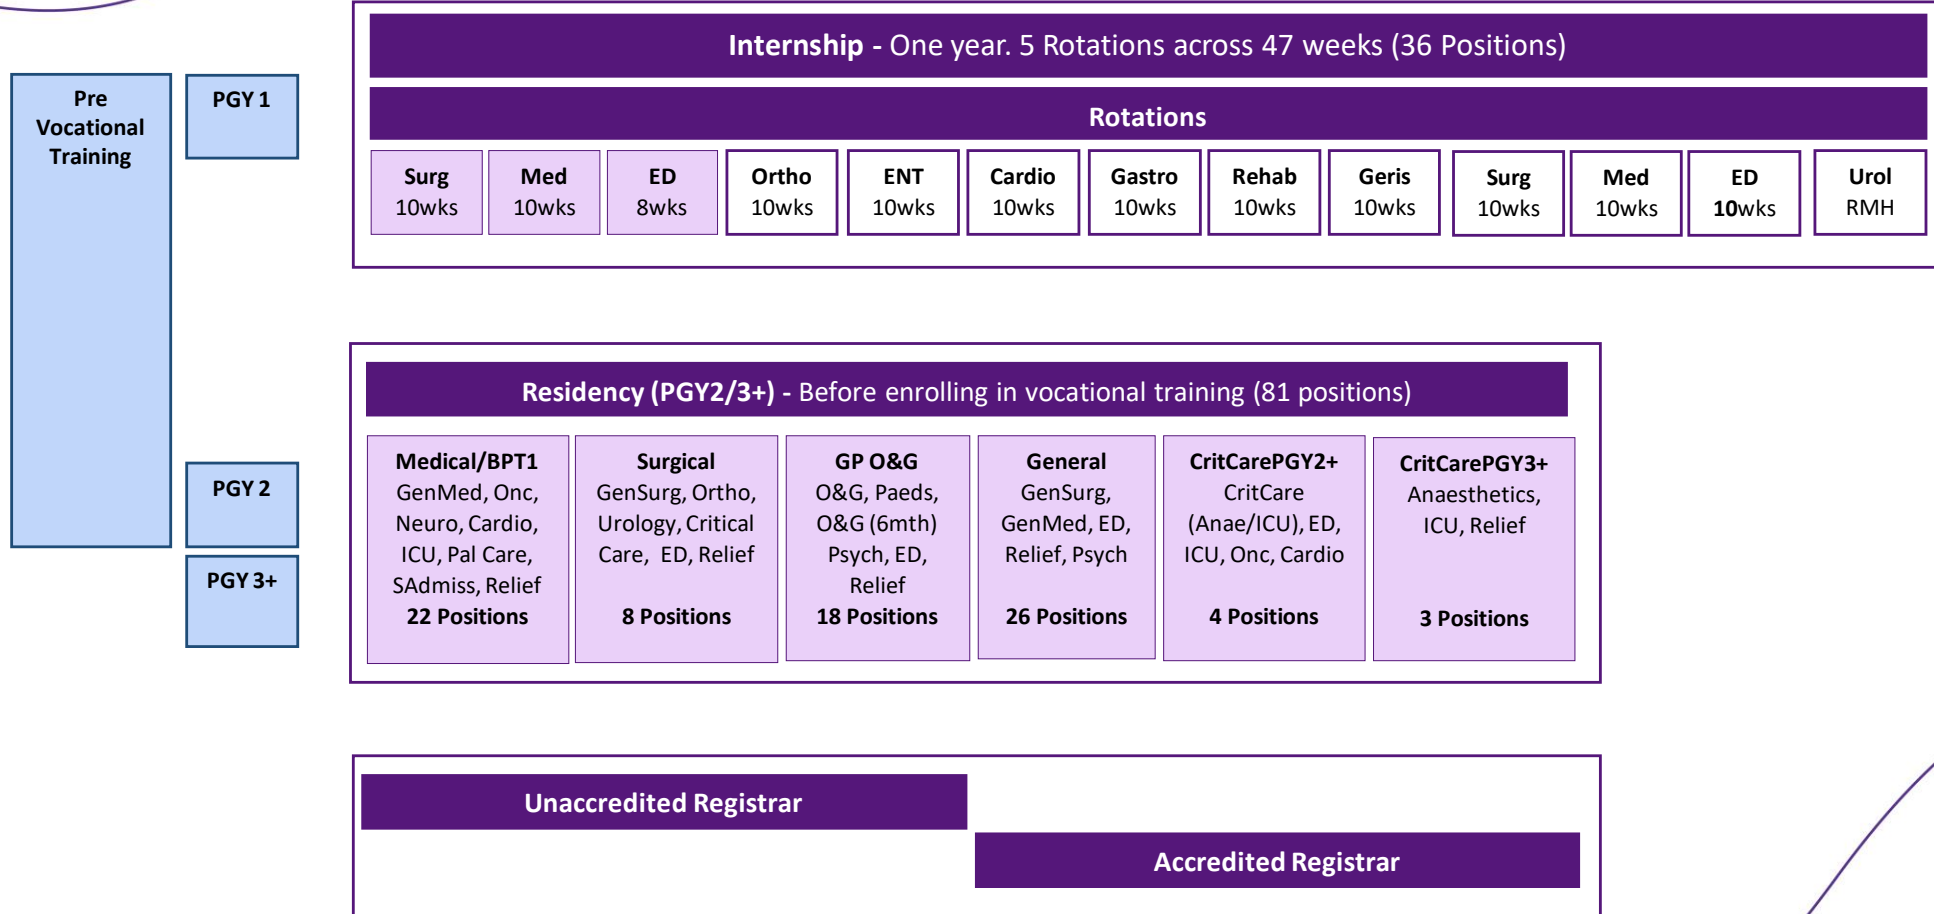 Internship - One year. 5 Rotations across 47 weeks (36 Positions)
Pre
Vocational
Training
PGY 1
Rotations
Surg
10wks
Med
10wks
ED
8wks
Ortho
10wks
ENT
10wks
Cardio
10wks
Gastro
10wks
Rehab
10wks
Geris
10wks
Surg
10wks
Med
10wks
ED
10wks
Urol
RMH
Residency (PGY2/3+) - Before enrolling in vocational training (81 positions)
PGY 2
PGY 3+
Medical/BPT1
GenMed, Onc,
Neuro, Cardio,
ICU, Pal Care,
SAdmiss, Relief
22 Positions
Surgical
GenSurg, Ortho,
Urology, Critical
Care, ED, Relief
8 Positions
GP O&G
O&G, Paeds,
O&G (6mth)
Psych, ED,
Relief
18 Positions
General
GenSurg,
GenMed, ED,
Relief, Psych
26 Positions
CritCarePGY2+
CritCare
(Anae/ICU), ED,
ICU, Onc, Cardio
4 Positions
CritCarePGY3+
Anaesthetics,
ICU, Relief
3 Positions
Unaccredited Registrar
Accredited Registrar